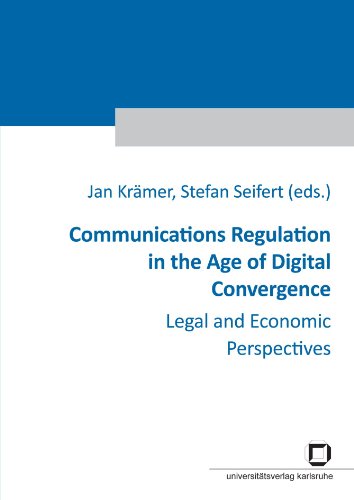 Jan Krämer, Stefan Seifert (eds.)
Communications Regulation
in the Age of Digital
Convergence
Legal and Economic
Perspectives
universitätsverlag karlsruhe